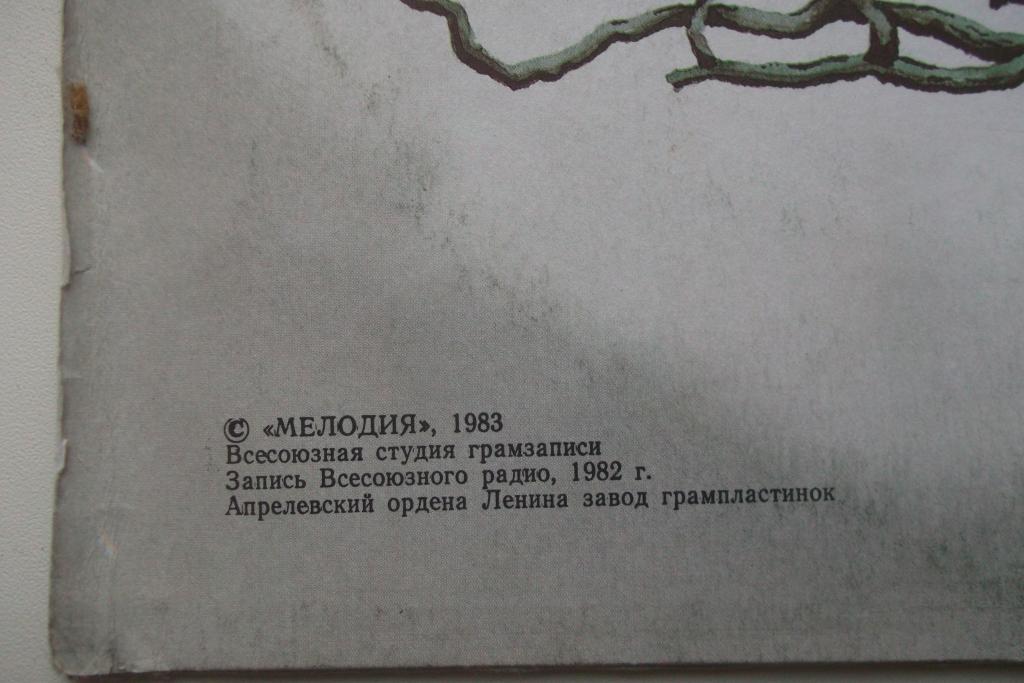 © «МЕЛОДИЯ», 1983
Всесоюзная студия грамзаписи
Запись Всесоюзного радио, 1982 г.
Апрелевский ордена Ленина завод грампластинок